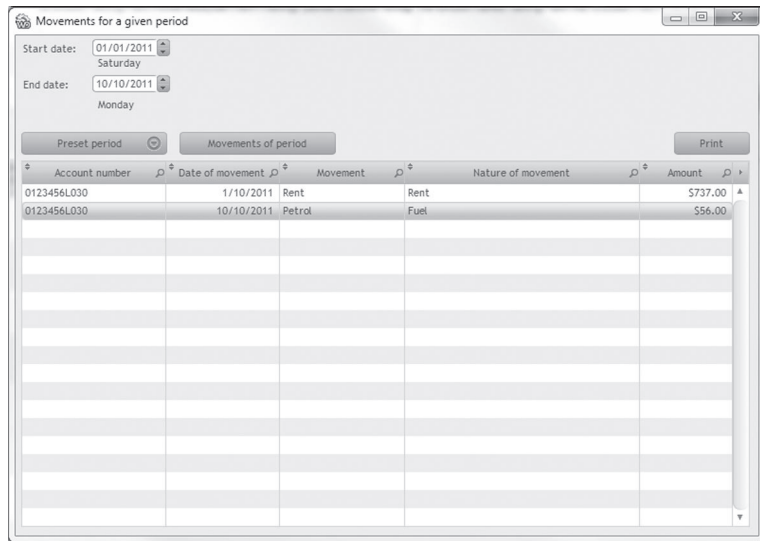 Movements for a given period
Start date: 01/01/2011
Saturday
End date: 10/10/2011
Monday
Preset period Movements of period Print
Account number Date of movement Movement Nature of movement Amount
0123456L030 1/10/2011 Rent Rent $737.00
0123456L030 10/10/2011 Petrol Fuel $56.00